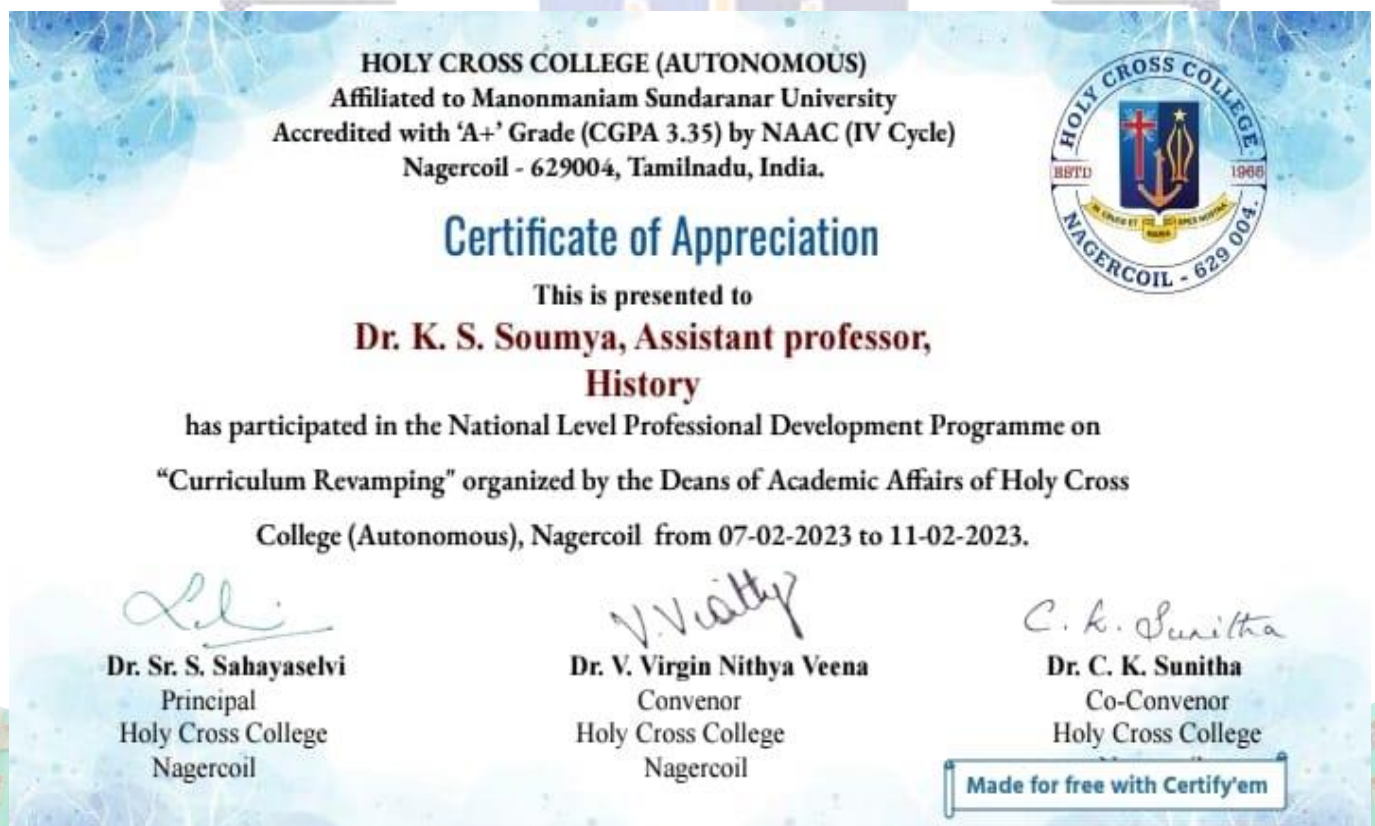 HOLY CROSS COLLEGE (AUTONOMOUS)
Affiliated to Manonmaniam Sundaranar University
Accredited with ‘A+’ Grade (CGPA 3.35) by NAAC (IV Cycle)
Nagercoil - 629004, Tamilnadu, India.
HOLY CROSS COLLEGE.
ESTD 1965
NAGERCOIL - 629 004.
Certificate of Appreciation
This is presented to
Dr. K. S. Soumya, Assistant professor,
History
has participated in the National Level Professional Development Programme on
“Curriculum Revamping" organized by the Deans of Academic Affairs of Holy Cross
College (Autonomous), Nagercoil from 07-02-2023 to 11-02-2023.
C. K. Sunitha
Dr. Sr. S. Sahayaselvi
Principal
Holy Cross College
Nagercoil
Dr. V. Virgin Nithya Veena
Convenor
Holy Cross College
Nagercoil
Dr. C. K. Sunitha
Co-Convenor
Holy Cross College
Made for free with Certify'em